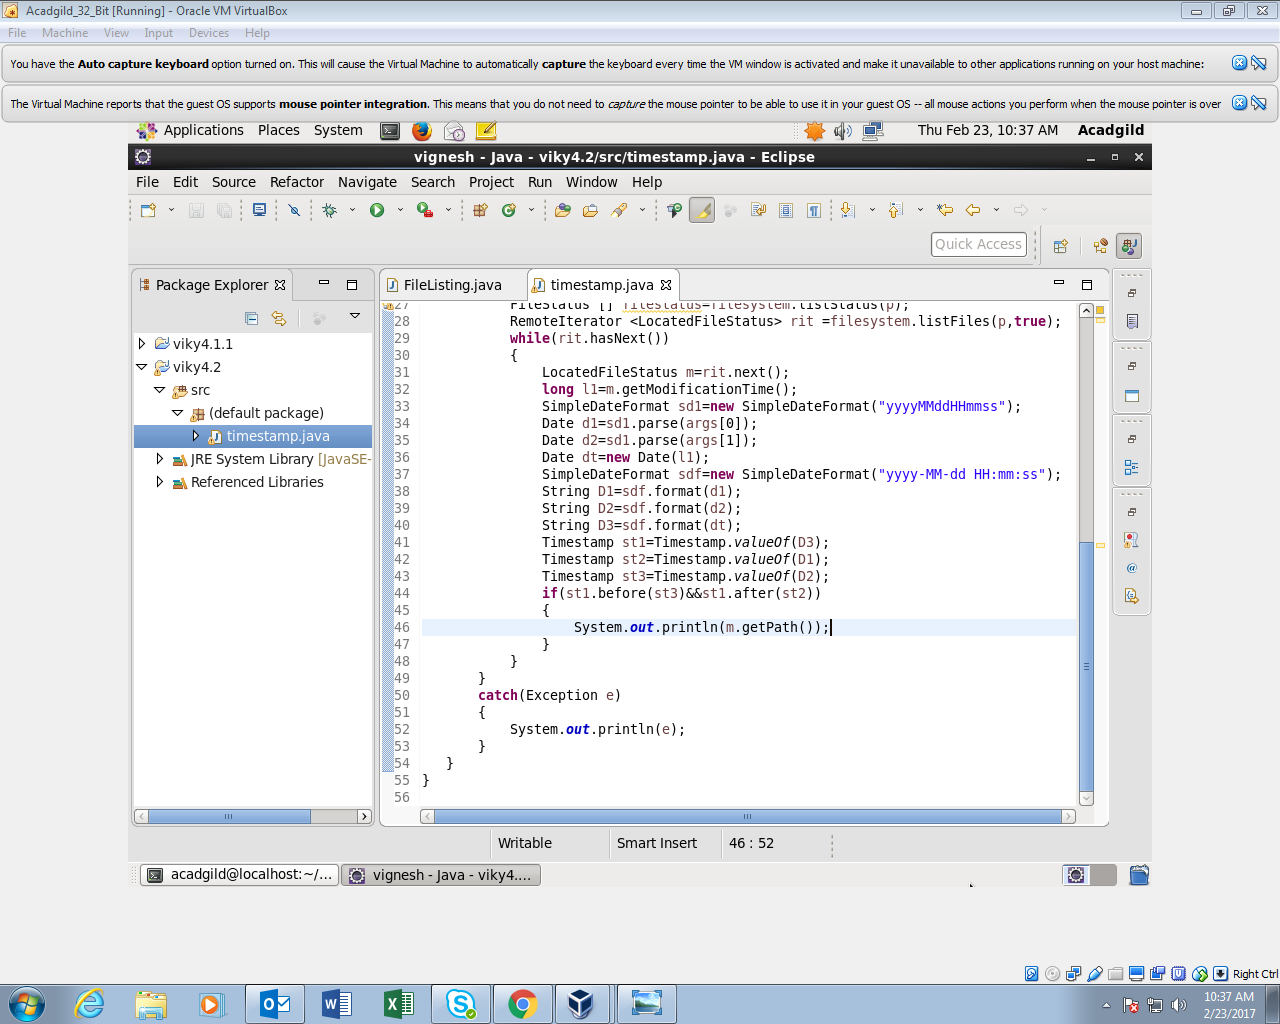 Acadgild_32_Bit [Running] - Oracle VM VirtualBox
File Machine View Input Devices Help
You have the Auto capture keyboard option turned on. This will cause the Virtual Machine to automatically capture the keyboard every time the VM window is activated and make it unavailable to other applications running on your host machine:
The Virtual Machine reports that the guest OS supports mouse pointer integration. This means that you do not need to capture the mouse pointer to be able to use it in your guest OS -- all mouse actions you perform when the mouse pointer is over
Applications Places System Thu Feb 23, 10:37 AM Acadgild
vignesh - Java - viky4.2/src/timestamp.java - Eclipse
File Edit Source Refactor Navigate Search Project Run Window Help
Quick Access
Package Explorer
viky4.1.1
viky4.2
src
(default package)
timestamp.java
JRE System Library [JavaSE-
Referenced Libraries
FileListing.java timestamp.java
27 FileStatus [] filestatus=filesystem.listStatus(p);
28 RemoteIterator <LocatedFileStatus> rit =filesystem.listFiles(p,true);
29 while(rit.hasNext())
30 {
31 LocatedFileStatus m=rit.next();
32 long l1=m.getModificationTime();
33 SimpleDateFormat sd1=new SimpleDateFormat("yyyyMMddHHmmss");
34 Date d1=sd1.parse(args[0]);
35 Date d2=sd1.parse(args[1]);
36 Date dt=new Date(l1);
37 SimpleDateFormat sdf=new SimpleDateFormat("yyyy-MM-dd HH:mm:ss");
38 String D1=sdf.format(d1);
39 String D2=sdf.format(d2);
40 String D3=sdf.format(dt);
41 Timestamp st1=Timestamp.valueOf(D3);
42 Timestamp st2=Timestamp.valueOf(D1);
43 Timestamp st3=Timestamp.valueOf(D2);
44 if(st1.before(st3)&&st1.after(st2))
45 {
46 System.out.println(m.getPath());
47 }
48 }
49 }
50 catch(Exception e)
51 {
52 System.out.println(e);
53 }
54 }
55 }
56
Writable Smart Insert 46 : 52
acadgild@localhost:~/... vignesh - Java - viky4....
Right Ctrl
10:37 AM
2/23/2017